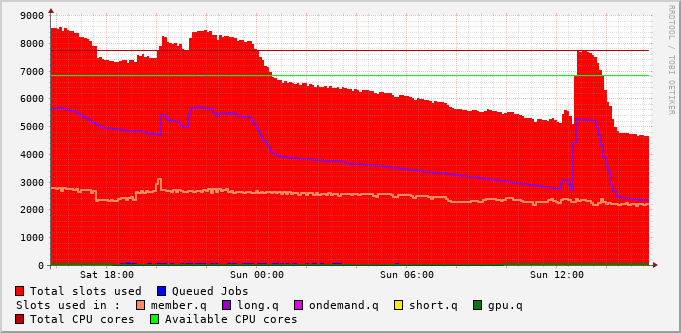 9000
8000
7000
6000
5000
4000
3000
2000
1000
0
Sat 18:00 Sun 00:00 Sun 06:00 Sun 12:00
RRDTOOL / TOBI OETIKER
Total slots used Queued Jobs
Slots used in : member.q long.q ondemand.q short.q gpu.q
Total CPU cores Available CPU cores